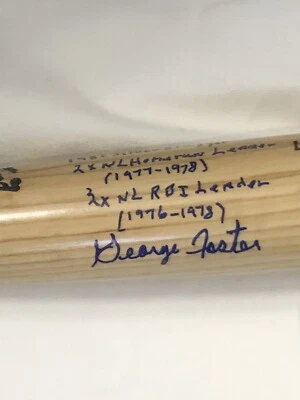 2x NL Homerun Leader
(1977-1978)
3x NL RBI Leader
(1976-1978)
George Foster